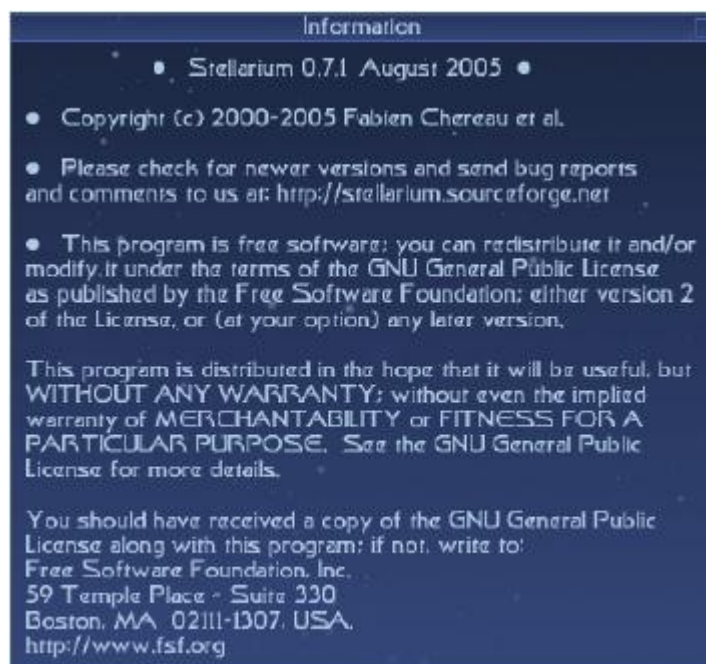 Information
• Stellarium 0.7.1 August 2005 •
• Copyright (c) 2000-2005 Fabien Chereau et al.
• Please check for newer versions and send bug reports
and comments to us at: http://stellarium.sourceforge.net
• This program is free software; you can redistribute it and/or
modify it under the terms of the GNU General Public License
as published by the Free Software Foundation; either version 2
of the License, or (at your option) any later version.
This program is distributed in the hope that it will be useful, but
WITHOUT ANY WARRANTY; without even the implied
warranty of MERCHANTABILITY or FITNESS FOR A
PARTICULAR PURPOSE. See the GNU General Public
License for more details.
You should have received a copy of the GNU General Public
License along with this program; if not, write to:
Free Software Foundation, Inc.
59 Temple Place - Suite 330
Boston, MA 02111-1307, USA.
http://www.fsf.org